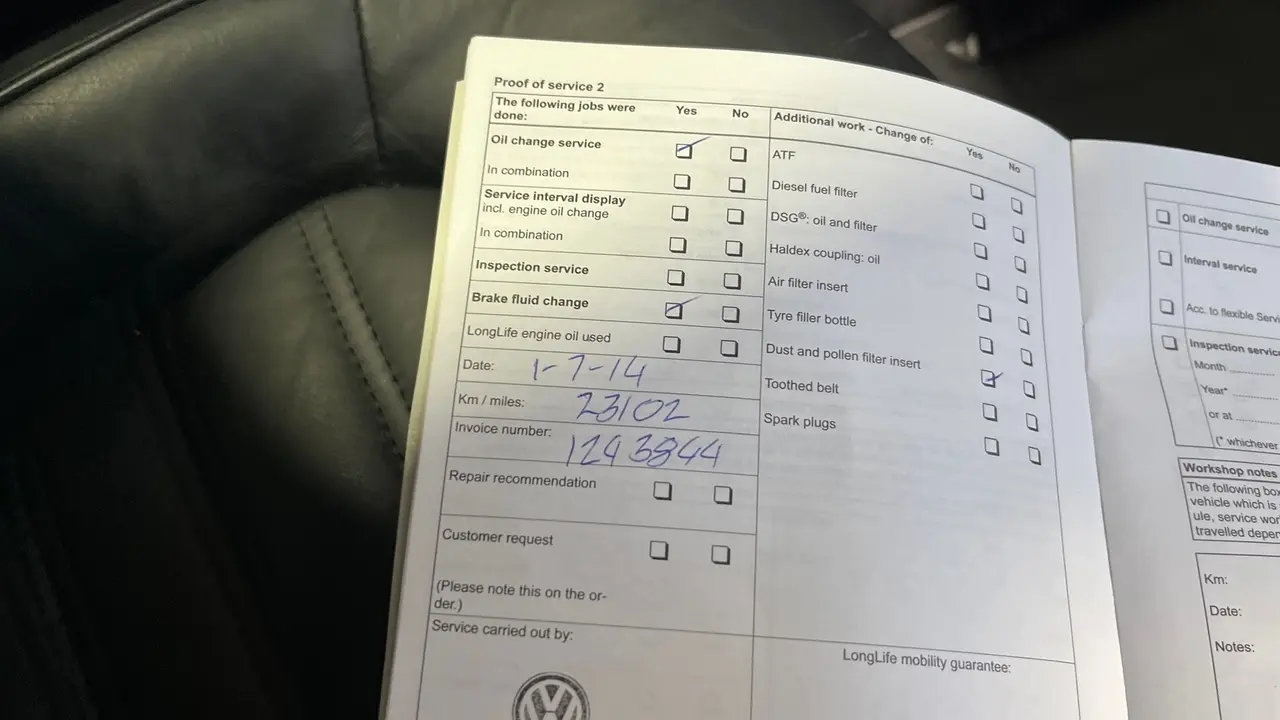 Proof of service 2
The following jobs were done:
Yes
No
Oil change service
In combination
Service interval display
incl. engine oil change
In combination
Inspection service
Brake fluid change
LongLife engine oil used
Date: 1-7-14
Km / miles: 23102
Invoice number: 1293844
Repair recommendation
Customer request
(Please note this on the or-
der.)
Service carried out by:
Additional work - Change of:
Yes
No
ATF
Diesel fuel filter
DSG®: oil and filter
Haldex coupling: oil
Air filter insert
Tyre filler bottle
Dust and pollen filter insert
Toothed belt
Spark plugs
LongLife mobility guarantee:
Oil change service
Interval service
Acc. to flexible Servi
Inspection servic
Month
Year*
or at
(* whichever
Workshop notes
The following box
vehicle which is
ule, service wor
travelled deper
Km:
Date:
Notes: